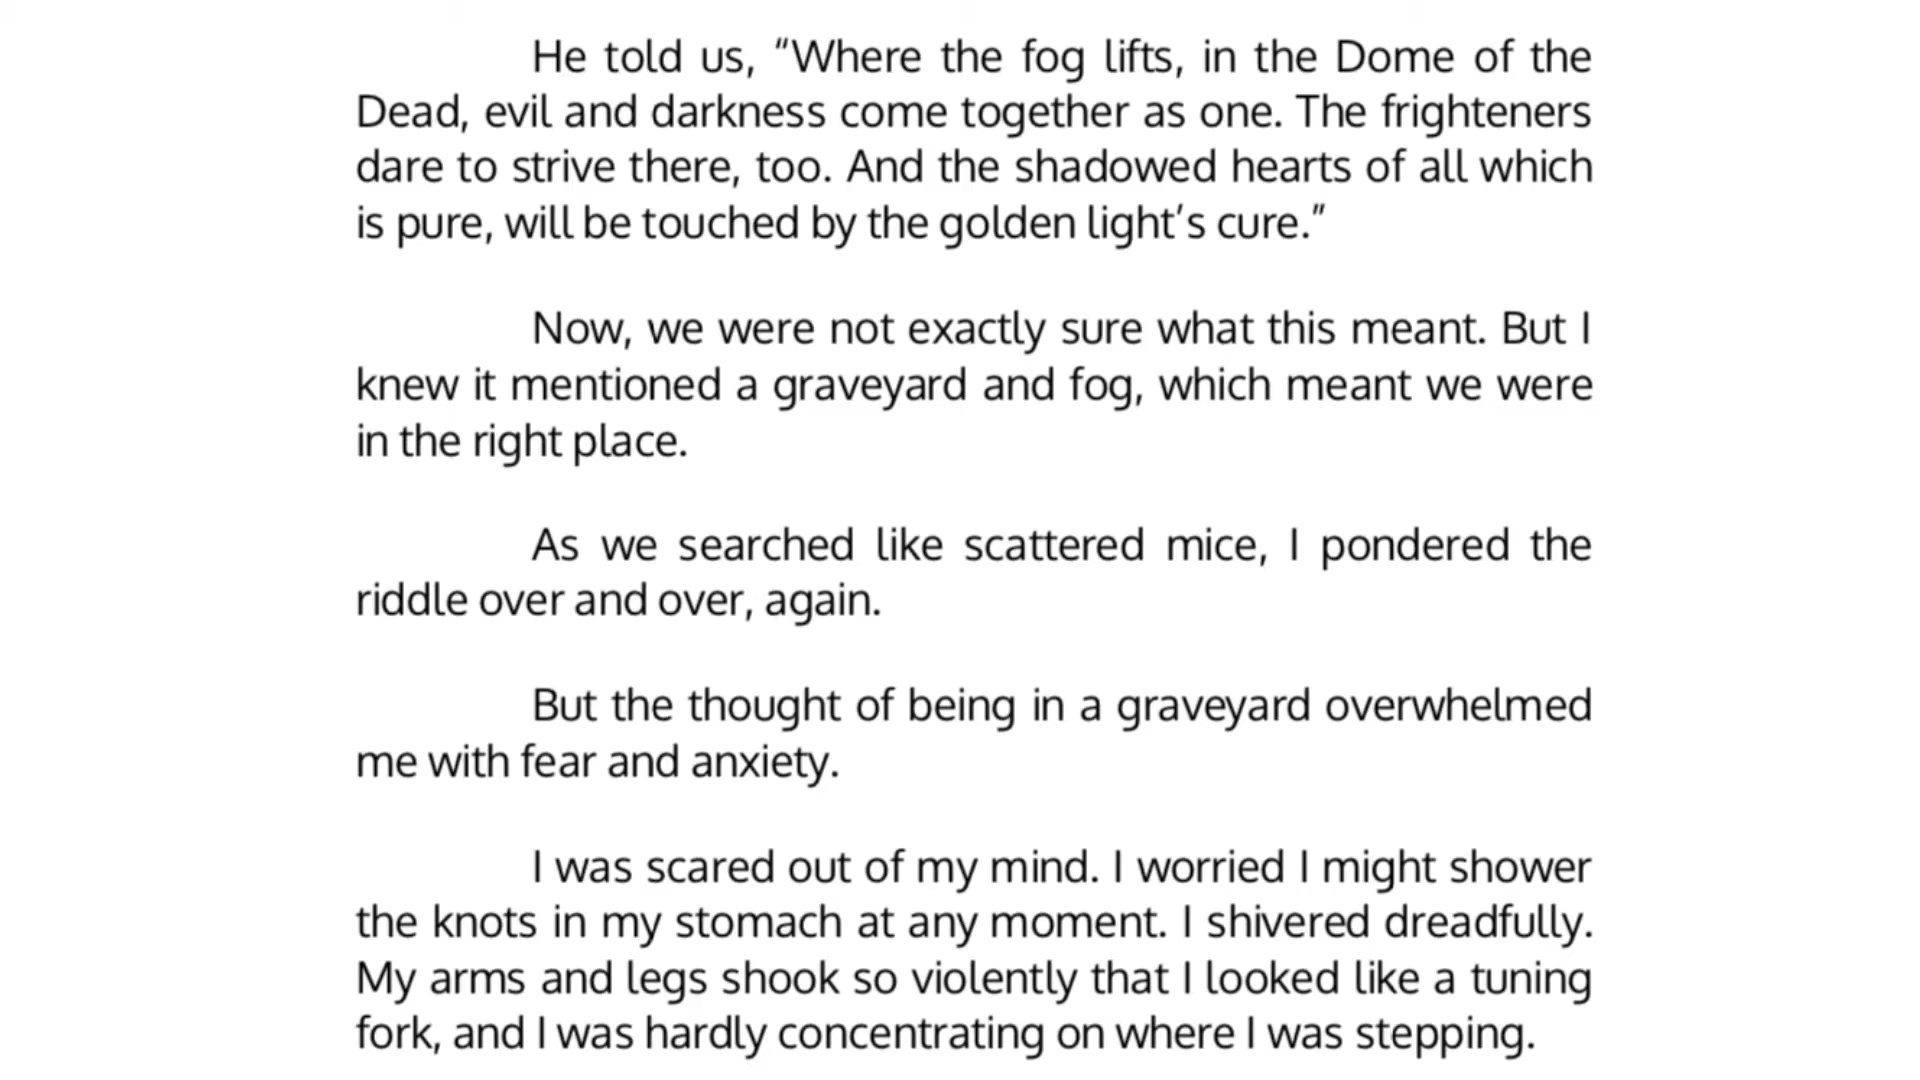 He told us, “Where the fog lifts, in the Dome of the
Dead, evil and darkness come together as one. The frighteners
dare to strive there, too. And the shadowed hearts of all which
is pure, will be touched by the golden light’s cure.”
Now, we were not exactly sure what this meant. But I
knew it mentioned a graveyard and fog, which meant we were
in the right place.
As we searched like scattered mice, I pondered the
riddle over and over, again.
But the thought of being in a graveyard overwhelmed
me with fear and anxiety.
I was scared out of my mind. I worried I might shower
the knots in my stomach at any moment. I shivered dreadfully.
My arms and legs shook so violently that I looked like a tuning
fork, and I was hardly concentrating on where I was stepping.